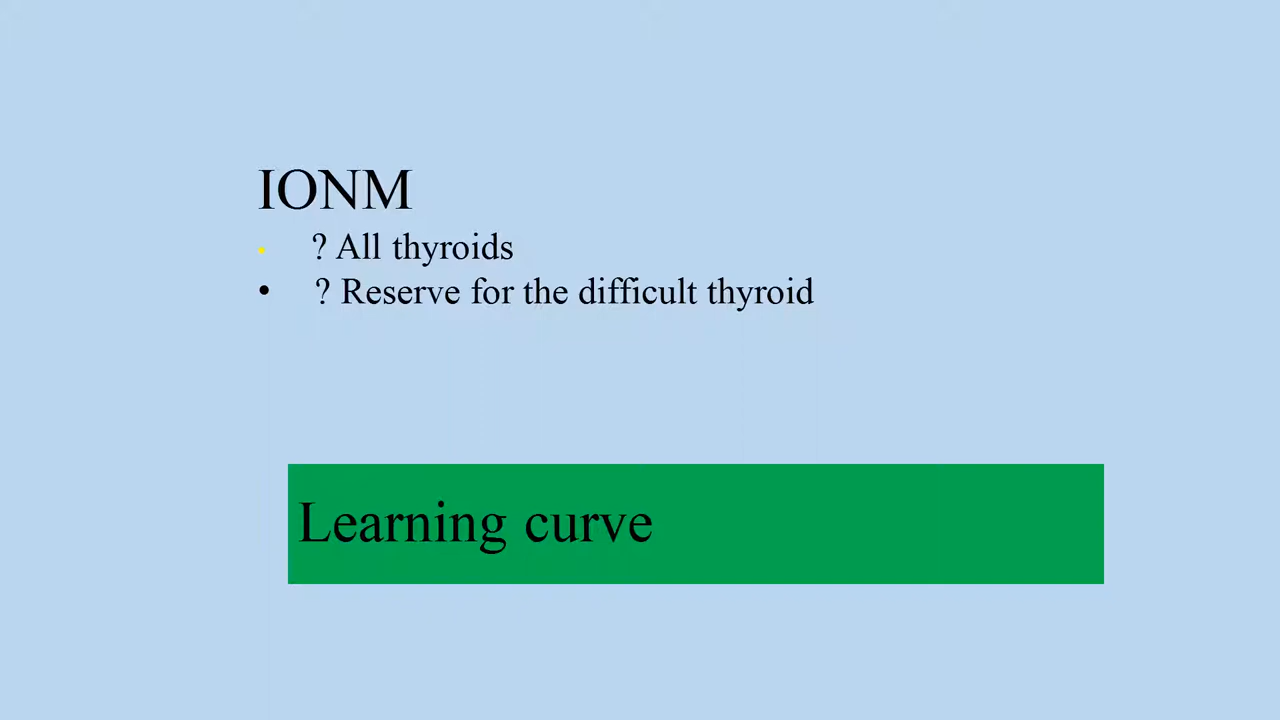 IONM
• ? All thyroids
• ? Reserve for the difficult thyroid
Learning curve